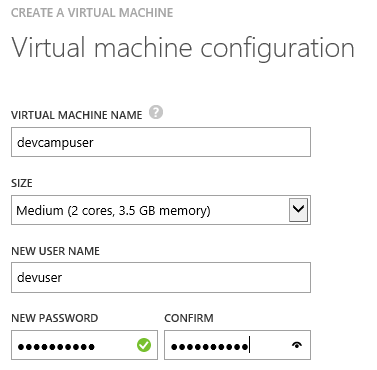 CREATE A VIRTUAL MACHINE
Virtual machine configuration
VIRTUAL MACHINE NAME ?
devcampuser
SIZE
Medium (2 cores, 3.5 GB memory)
NEW USER NAME
devuser
NEW PASSWORD CONFIRM
●●●●●●●●●● ●●●●●●●●●●